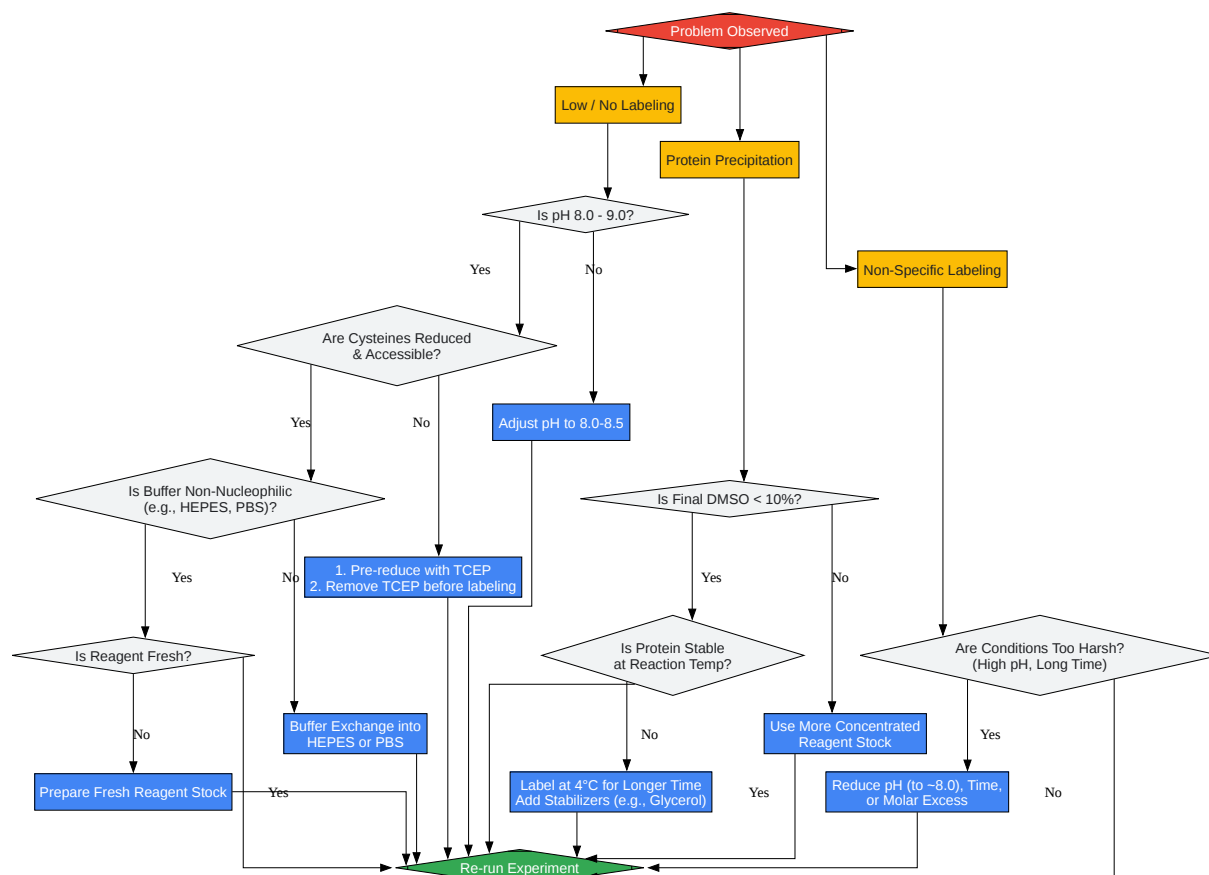 Problem Observed
Low / No Labeling
Protein Precipitation
Is pH 8.0 - 9.0?
Yes
No
Non-Specific Labeling
Are Cysteines Reduced
& Accessible?
Yes
No
Adjust pH to 8.0-8.5
Is Buffer Non-Nucleophilic
(e.g., HEPES, PBS)?
Is Final DMSO < 10%?
Yes
No
1. Pre-reduce with TCEP
2. Remove TCEP before labeling
Yes
No
Is Reagent Fresh?
Is Protein Stable
at Reaction Temp?
Are Conditions Too Harsh?
(High pH, Long Time)
No
Buffer Exchange into
HEPES or PBS
No
Use More Concentrated
Reagent Stock
Yes
Prepare Fresh Reagent Stock
Yes
Label at 4°C for Longer Time
Add Stabilizers (e.g., Glycerol)
Yes
Reduce pH (to ~8.0), Time,
or Molar Excess
No
Re-run Experiment